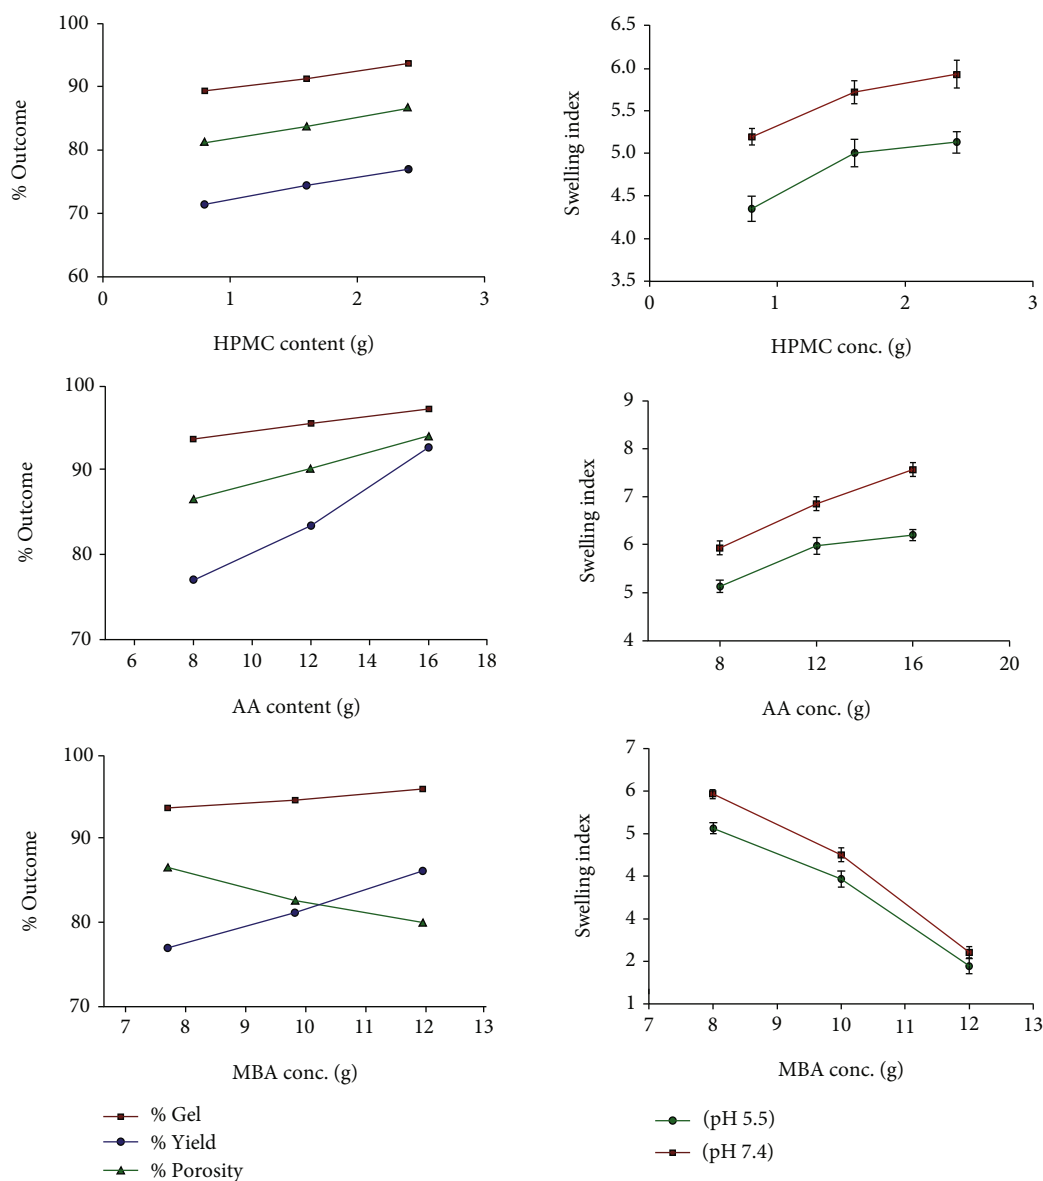 100
90
80
70
60
0 1 2 3
% Outcome
HPMC content (g)
6.5
6.0
5.5
5.0
4.5
4.0
3.5
0 1 2 3
Swelling index
HPMC conc. (g)
100
90
80
70
6 8 10 12 14 16 18
% Outcome
AA content (g)
9
8
7
6
5
4
8 12 16 20
Swelling index
AA conc. (g)
100
90
80
70
7 8 9 10 11 12 13
% Outcome
MBA conc. (g)
7
6
5
4
4
2
1
7 8 9 10 11 12 13
Swelling index
MBA conc. (g)
% Gel
% Yield
% Porosity
(pH 5.5)
(pH 7.4)